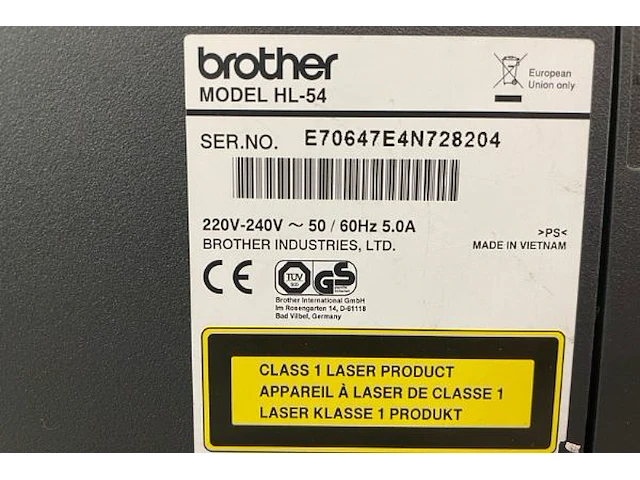 brother
MODEL HL-54
European
Union only
SER.NO. E70647E4N728204
220V-240V ~ 50 / 60Hz 5.0A
BROTHER INDUSTRIES, LTD.
>PS<
MADE IN VIETNAM
CE
TÜV
GS
Brother International GmbH
Im Rosengarten 14, D-61118
Bad Vilbel, Germany
CLASS 1 LASER PRODUCT
APPAREIL À LASER DE CLASSE 1
LASER KLASSE 1 PRODUKT